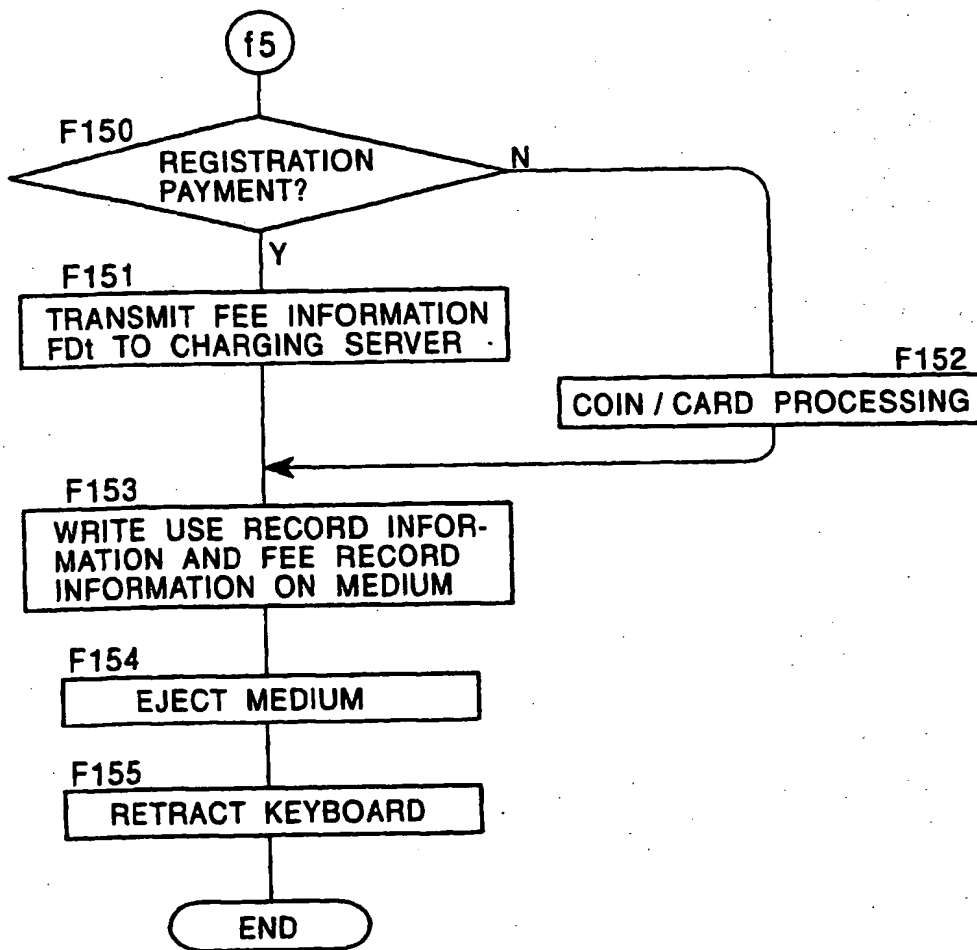 f5
F150
REGISTRATION
PAYMENT?
N
Y
F151
TRANSMIT FEE INFORMATION
FDt TO CHARGING SERVER
F152
COIN / CARD PROCESSING
F153
WRITE USE RECORD INFOR-
MATION AND FEE RECORD
INFORMATION ON MEDIUM
F154
EJECT MEDIUM
F155
RETRACT KEYBOARD
END